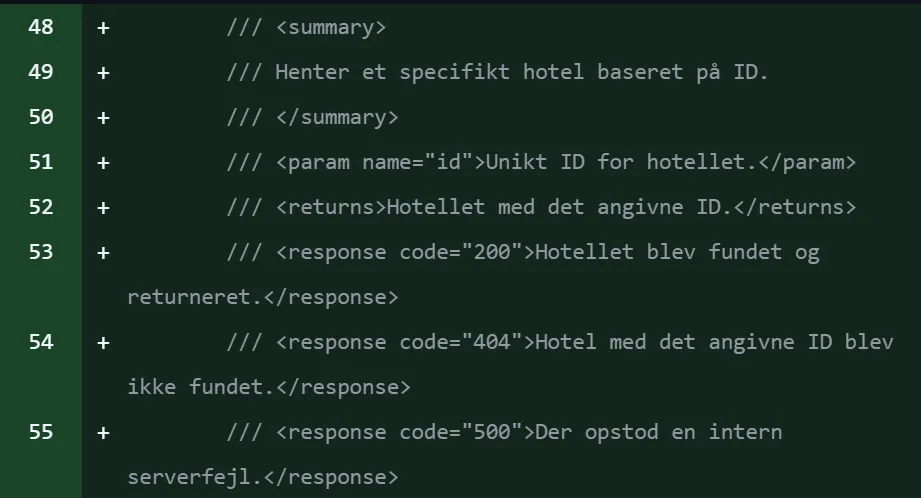 48 + /// <summary>
49 + /// Henter et specifikt hotel baseret på ID.
50 + /// </summary>
51 + /// <param name="id">Unikt ID for hotellet.</param>
52 + /// <returns>Hotellet med det angivne ID.</returns>
53 + /// <response code="200">Hotellet blev fundet og
returneret.</response>
54 + /// <response code="404">Hotel med det angivne ID blev
ikke fundet.</response>
55 + /// <response code="500">Der opstod en intern
serverfejl.</response>